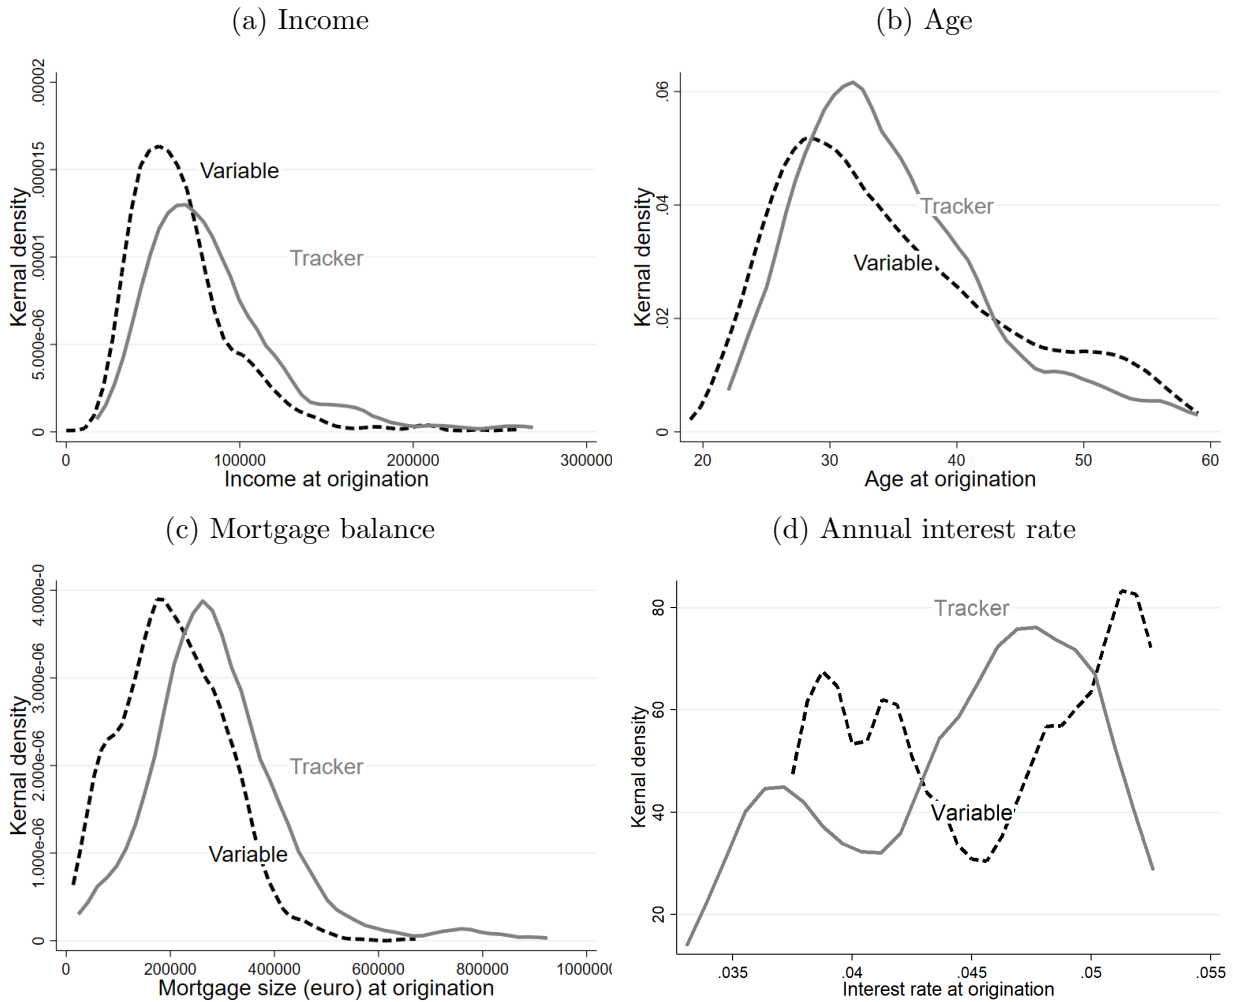 (a) Income
Kernal density
0
5.000e-06
.00001
.000015
.00002
Variable
Tracker
0
100000
200000
300000
Income at origination
(b) Age
Kernal density
0
.02
.04
.06
Tracker
Variable
20
30
40
50
60
Age at origination
(c) Mortgage balance
Kernal density
0
1.000e-06
2.000e-06
3.000e-06
4.000e-0
Tracker
Variable
0
200000
400000
600000
800000
100000
Mortgage size (euro) at origination
(d) Annual interest rate
Kernal density
20
40
60
80
Tracker
Variable
.035
.04
.045
.05
.055
Interest rate at origination